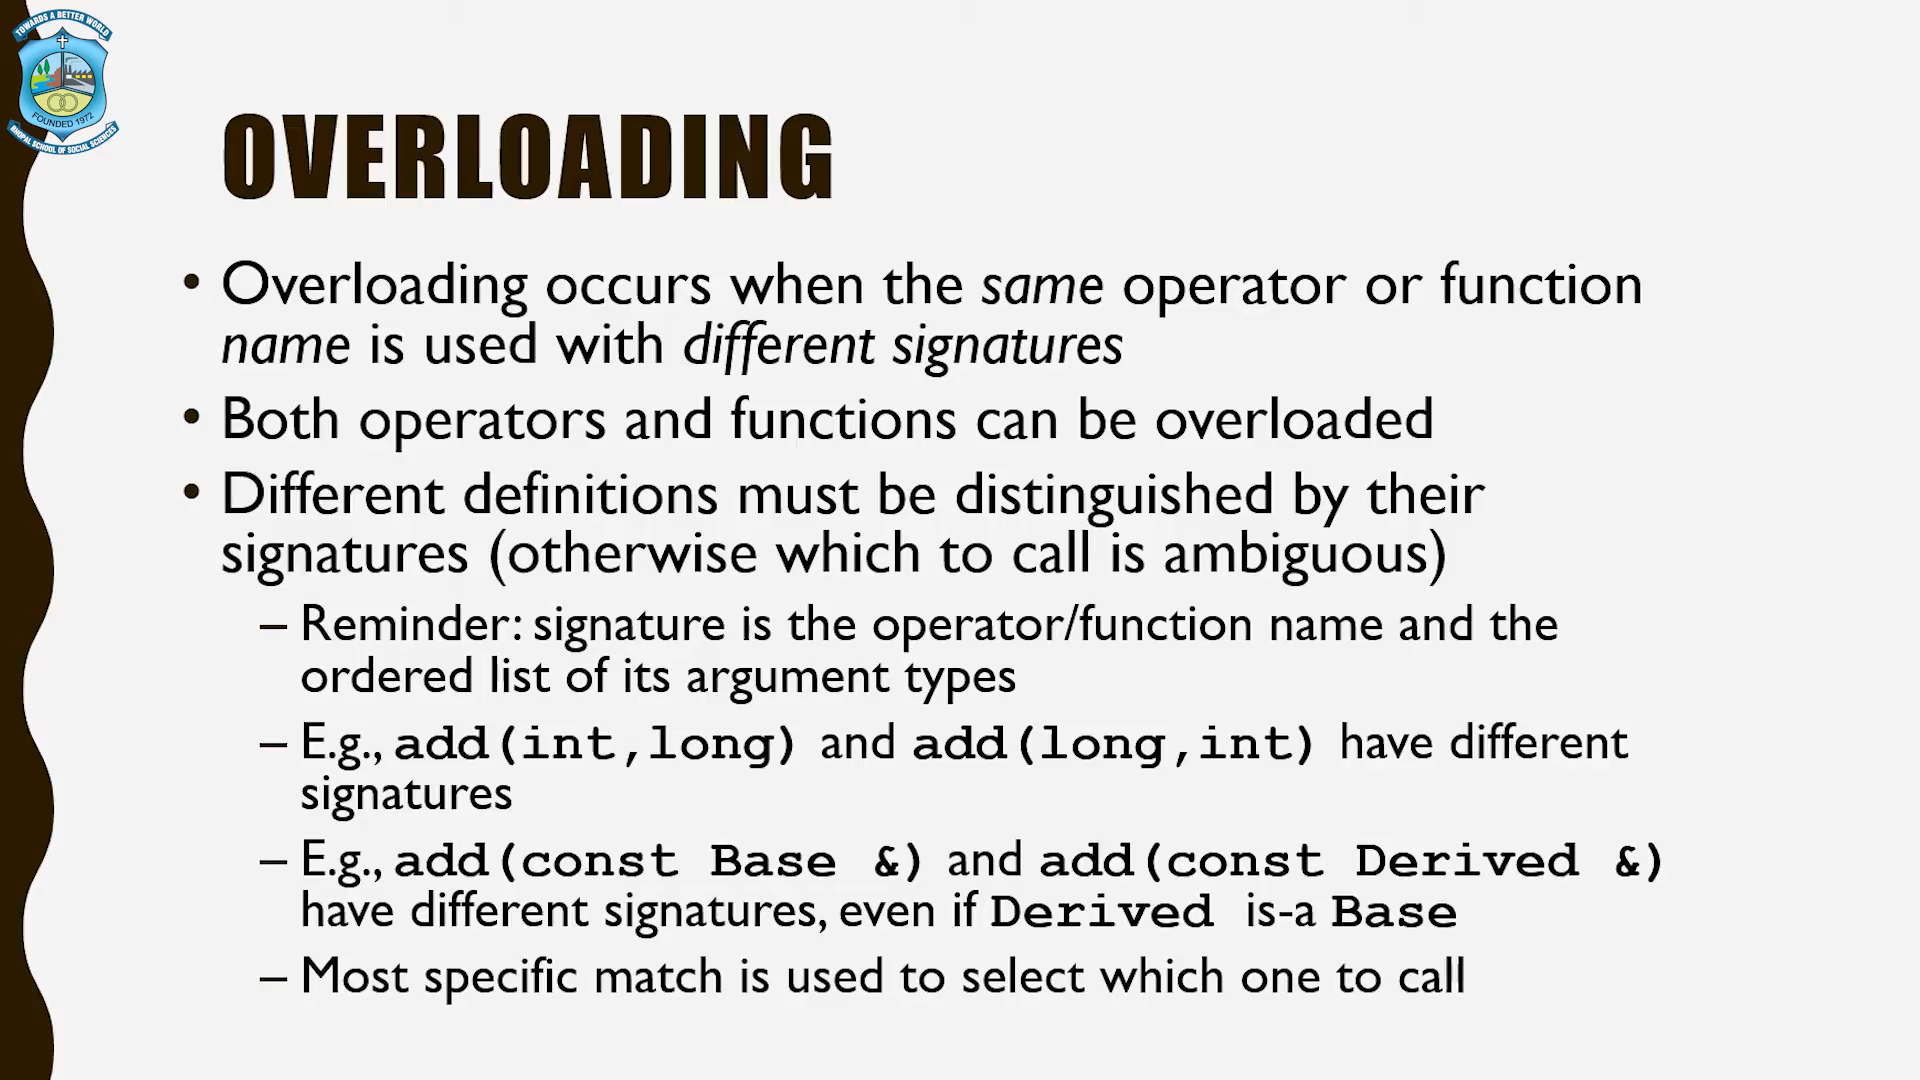 TOWARDS A BETTER WORLD
FOUNDED 1972
BHOPAL SCHOOL OF SOCIAL SCIENCES
OVERLOADING
• Overloading occurs when the same operator or function
name is used with different signatures
• Both operators and functions can be overloaded
• Different definitions must be distinguished by their
signatures (otherwise which to call is ambiguous)
– Reminder: signature is the operator/function name and the
ordered list of its argument types
– E.g., add(int,long) and add(long,int) have different
signatures
– E.g., add(const Base &) and add(const Derived &)
have different signatures, even if Derived is-a Base
– Most specific match is used to select which one to call